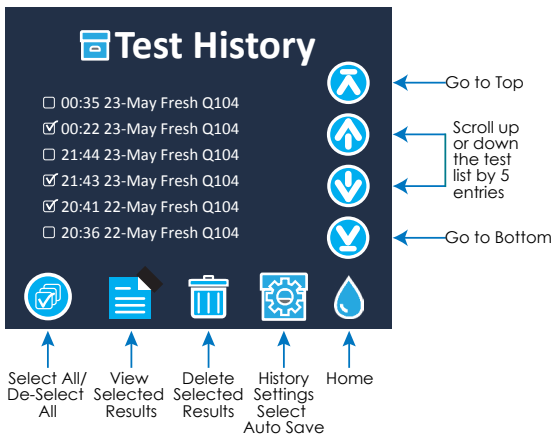 Test History
00:35 23-May Fresh Q104
00:22 23-May Fresh Q104
21:44 23-May Fresh Q104
21:43 23-May Fresh Q104
20:41 22-May Fresh Q104
20:36 22-May Fresh Q104
Go to Top
Scroll up
or down
the test
list by 5
entries
Go to Bottom
Select All/
De-Select
All
View
Selected
Results
Delete
Selected
Results
History
Settings
Select
Auto Save
Home